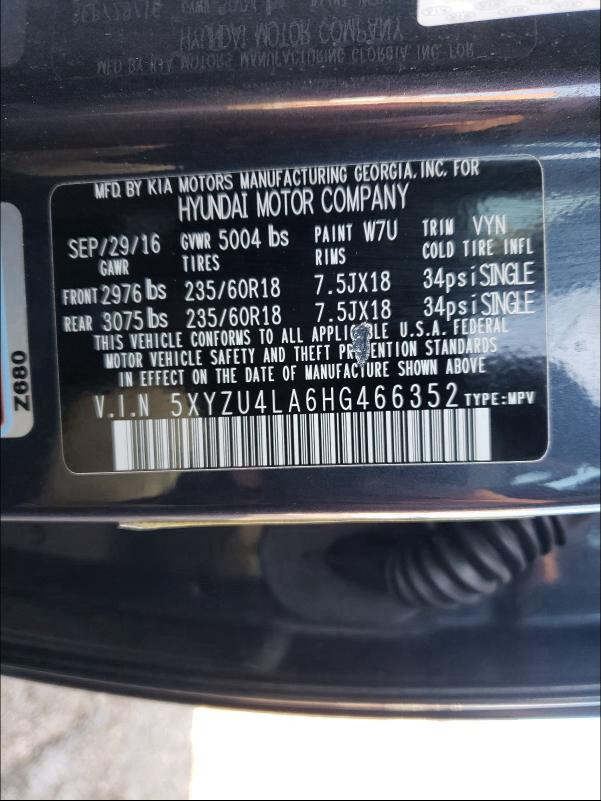 MFD. BY KIA MOTORS MANUFACTURING GEORGIA, INC. FOR
HYUNDAI MOTOR COMPANY
SEP/29/16 GVWR 5004 lbs PAINT W7U TRIM VYN
GAWR TIRES RIMS COLD TIRE INFL
FRONT 2976 lbs 235/60R18 7.5JX18 34psi SINGLE
REAR 3075 lbs 235/60R18 7.5JX18 34psi SINGLE
THIS VEHICLE CONFORMS TO ALL U.S.A. FEDERAL
MOTOR VEHICLE SAFETY AND THEFT PREVENTION STANDARDS
IN EFFECT ON THE DATE OF MANUFACTURE SHOWN ABOVE
V.I.N 5XYZU4LA6HG466352 TYPE:MPV
Z680